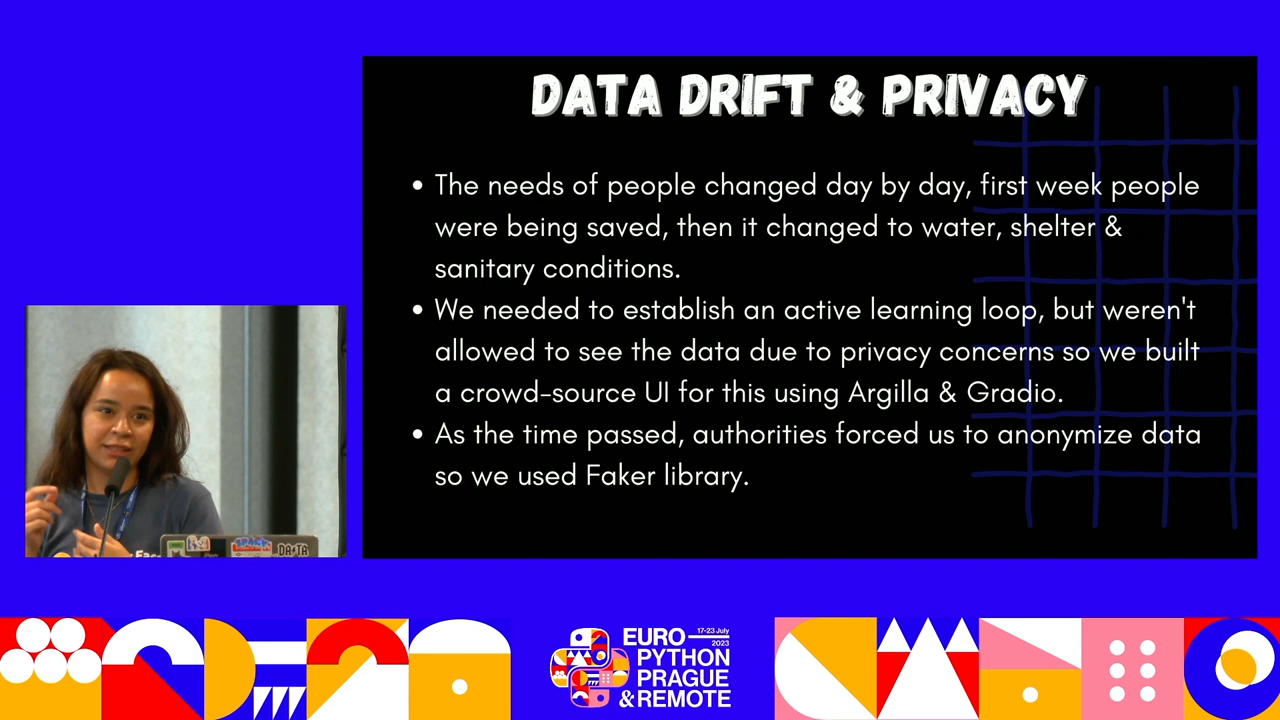 DATA DRIFT & PRIVACY
• The needs of people changed day by day, first week people
were being saved, then it changed to water, shelter &
sanitary conditions.
• We needed to establish an active learning loop, but weren't
allowed to see the data due to privacy concerns so we built
a crowd-source UI for this using Argilla & Gradio.
• As the time passed, authorities forced us to anonymize data
so we used Faker library.
DATA
EURO
17-23 July
2023
PYTHON
PRAGUE
& REMOTE